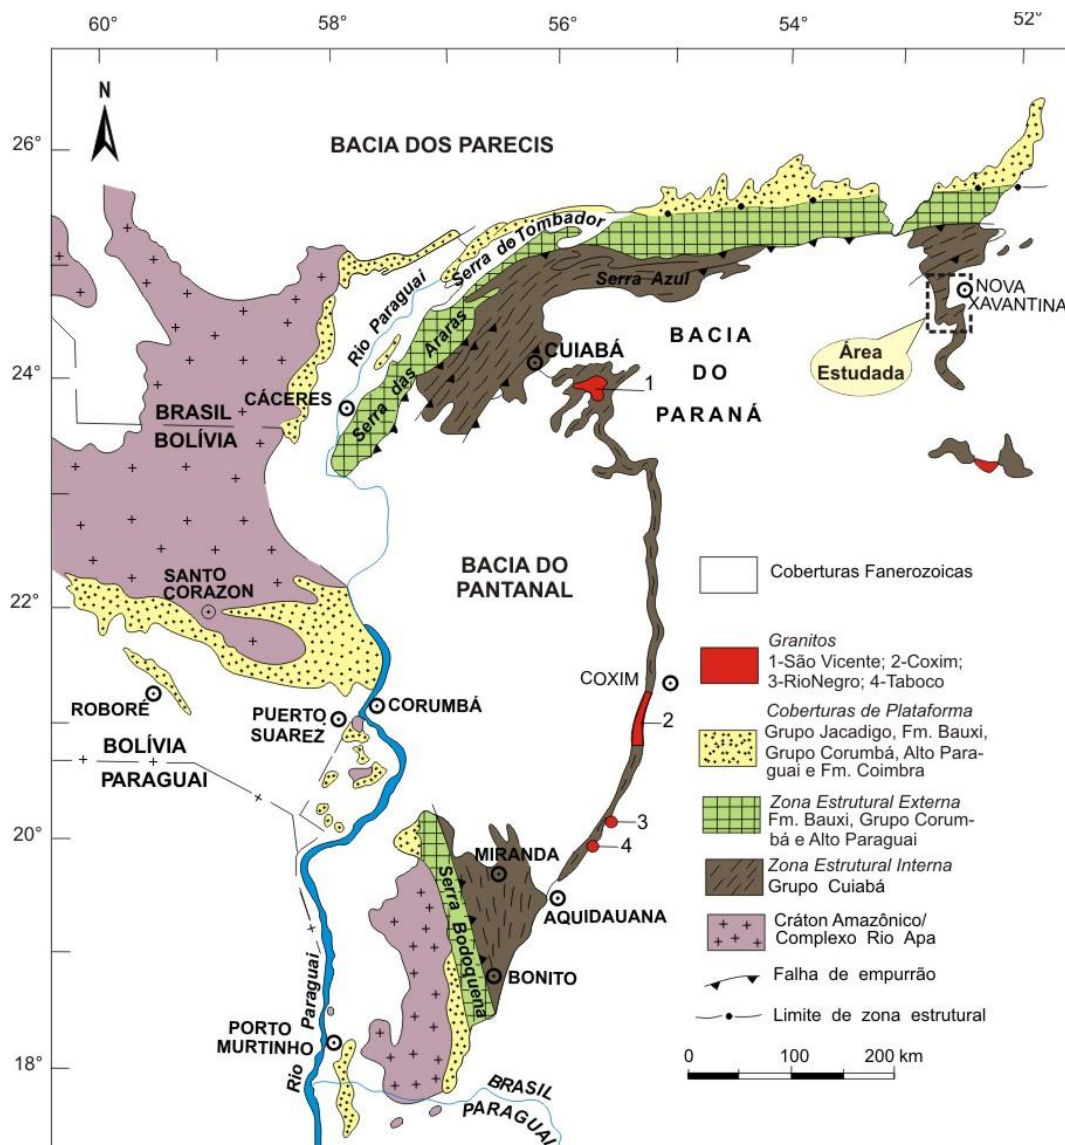 60°
58°
56°
54°
52°
N
26°
BACIA DOS PARECIS
Serra do Tombador
Rio Paraguai
Serra Azul
NOVA
XAVANTINA
Serra das Araras
CUIABÁ
BACIA
DO
PARANÁ
Área
Estudada
24°
CÁCERES
1
BRASIL
BOLÍVIA
BACIA DO
PANTANAL
SANTO
CORAZON
22°
COXIM
ROBORÉ
PUERTO
SUAREZ
CORUMBÁ
2
BOLÍVIA
PARAGUAI
20°
3
4
MIRANDA
AQUIDAUANA
Serra Bodoquena
BONITO
Rio Paraguai
PORTO
MURTINHO
18°
BRASIL
PARAGUAI
Coberturas Fanerozoicas
Granitos
1-São Vicente; 2-Coxim;
3-RioNegro; 4-Taboco
Coberturas de Plataforma
Grupo Jacadigo, Fm. Bauxi,
Grupo Corumbá, Alto Para-
guai e Fm. Coimbra
Zona Estrutural Externa
Fm. Bauxi, Grupo Corum-
bá e Alto Paraguai
Zona Estrutural Interna
Grupo Cuiabá
Cráton Amazônico/
Complexo Rio Apa
Falha de empurrão
Limite de zona estrutural
0 100 200 km